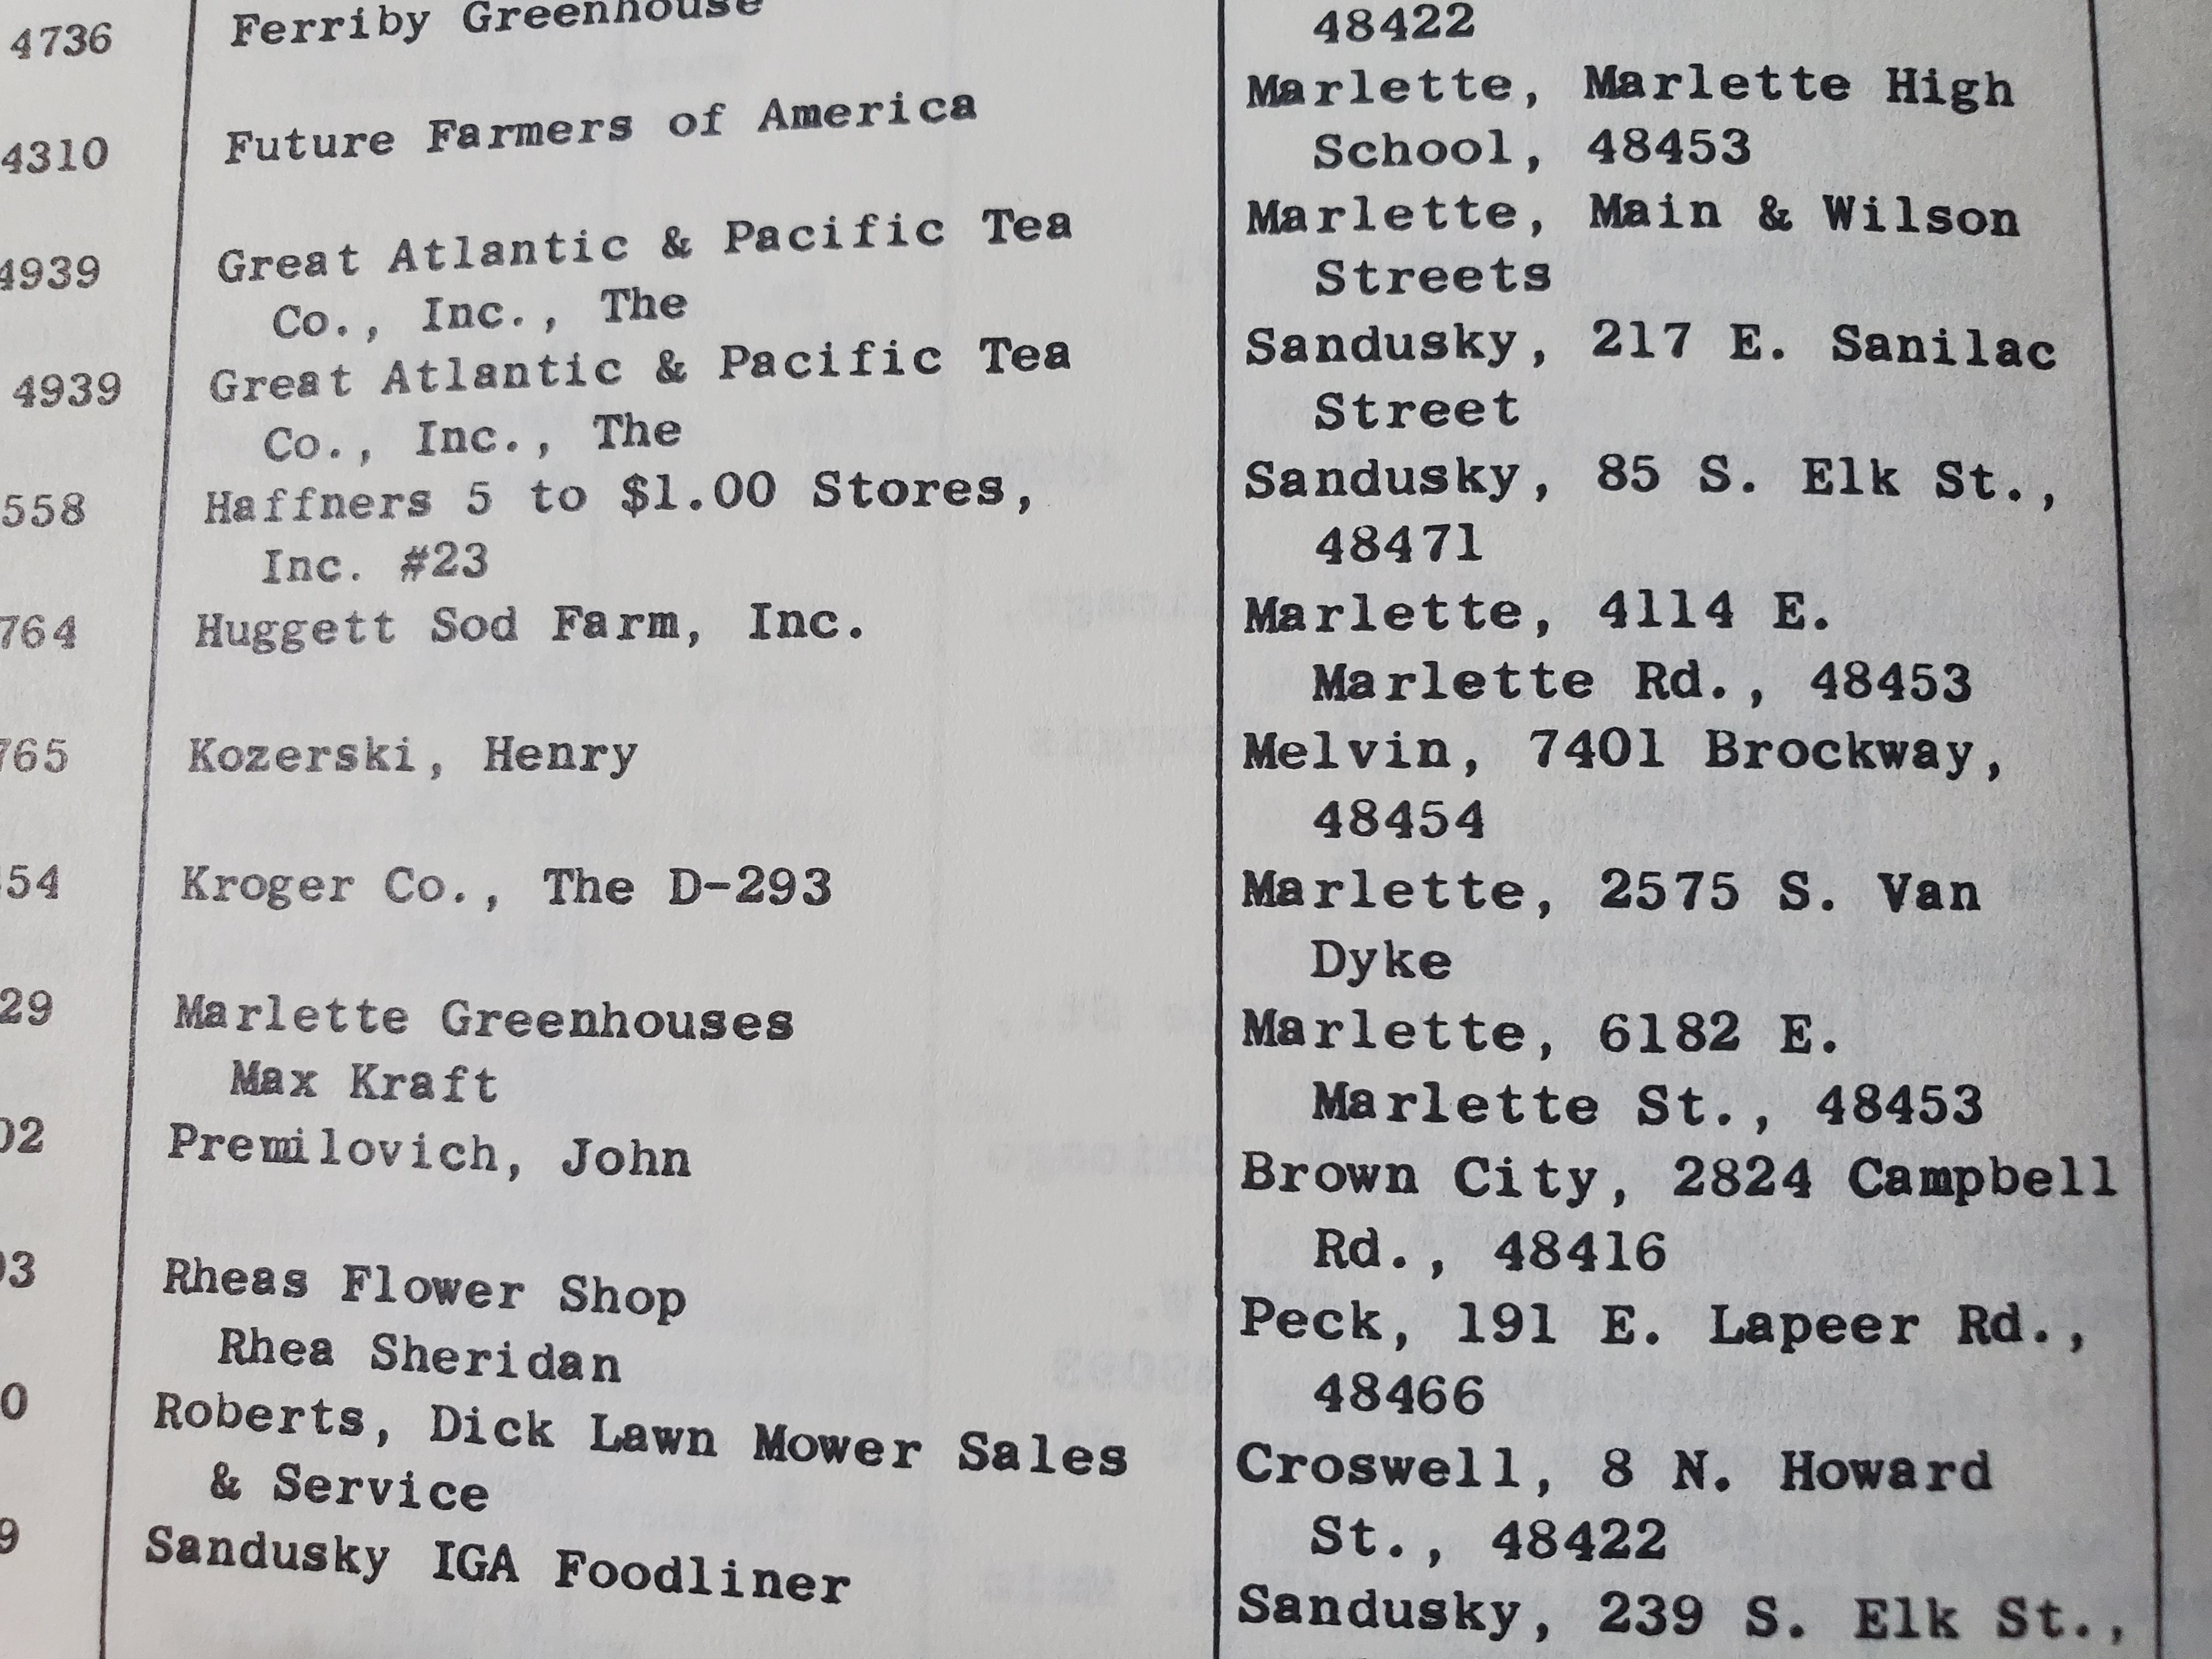 4736 Ferriby Greenhouse
48422
4310 Future Farmers of America
Marlette, Marlette High
School, 48453
4939 Great Atlantic & Pacific Tea
Co., Inc., The
Marlette, Main & Wilson
Streets
4939 Great Atlantic & Pacific Tea
Co., Inc., The
Sandusky, 217 E. Sanilac
Street
558 Haffners 5 to $1.00 Stores,
Inc. #23
Sandusky, 85 S. Elk St.,
48471
764 Huggett Sod Farm, Inc.
Marlette, 4114 E.
Marlette Rd., 48453
765 Kozerski, Henry
Melvin, 7401 Brockway,
48454
54 Kroger Co., The D-293
Marlette, 2575 S. Van
Dyke
29 Marlette Greenhouses
Max Kraft
Marlette, 6182 E.
Marlette St., 48453
02 Premilovich, John
Brown City, 2824 Campbell
Rd., 48416
93 Rheas Flower Shop
Rhea Sheridan
Peck, 191 E. Lapeer Rd.,
48466
0 Roberts, Dick Lawn Mower Sales
& Service
Croswell, 8 N. Howard
St., 48422
9 Sandusky IGA Foodliner
Sandusky, 239 S. Elk St.,